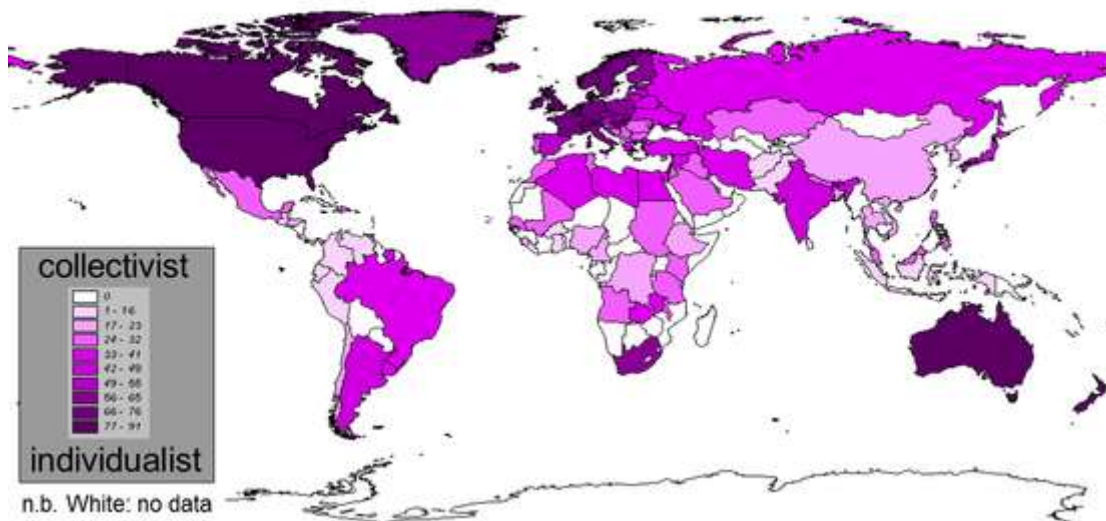 collectivist
0
1 - 16
17 - 23
24 - 32
33 - 41
42 - 48
49 - 55
56 - 65
66 - 76
77 - 91
individualist
n.b. White: no data